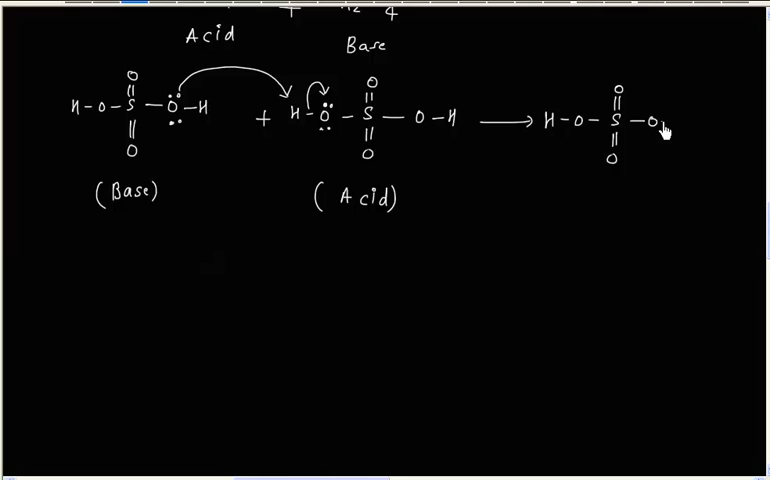 Acid
Base
O O
|| ||
H-O-S-O-H + H-O-S-O-H ⟶ H-O-S-O
|| || ||
O O O
(Base) (Acid)